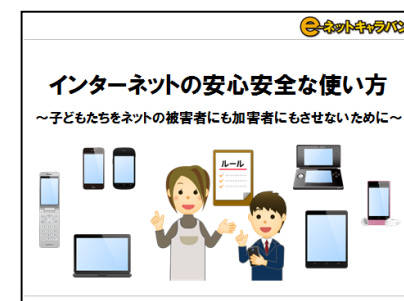 e-ネットキャラバン
インターネットの安心安全な使い方
～子どもたちをネットの被害者にも加害者にもさせないために～
ルール